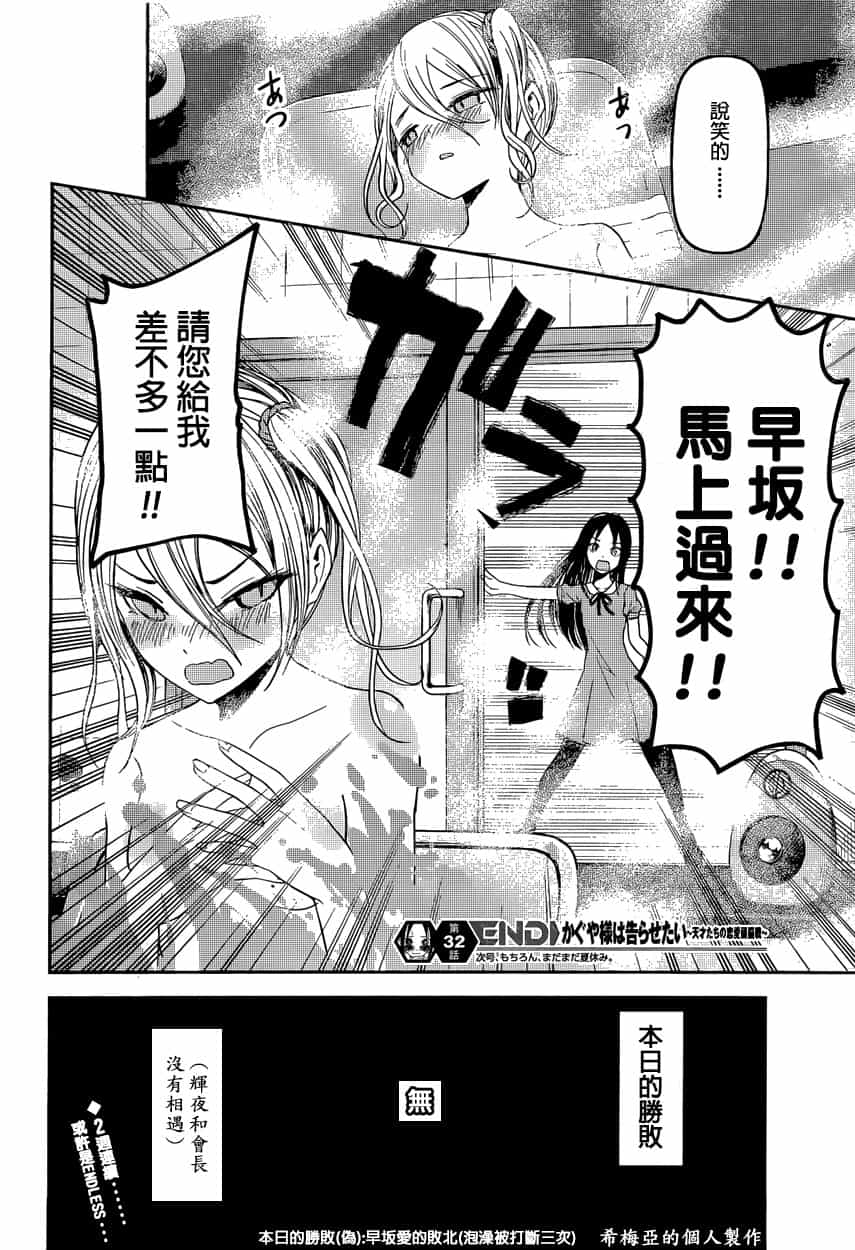 說笑的……
あつ
あっ
早坂!!
馬上過來!!
ガラ
ッ
請您給我
差不多一點!!
第
32
話
END
かぐや様は告らせたい
~天才たちの恋愛頭脳戦~
次号、もちろん、まだまだ夏休み。
本日的勝敗
無
(輝夜和會長
沒有相遇)
◆2週連續……
或許是ENDLESS…
本日的勝敗(偽):早坂愛的敗北(泡澡被打斷三次)
希梅亞的個人製作